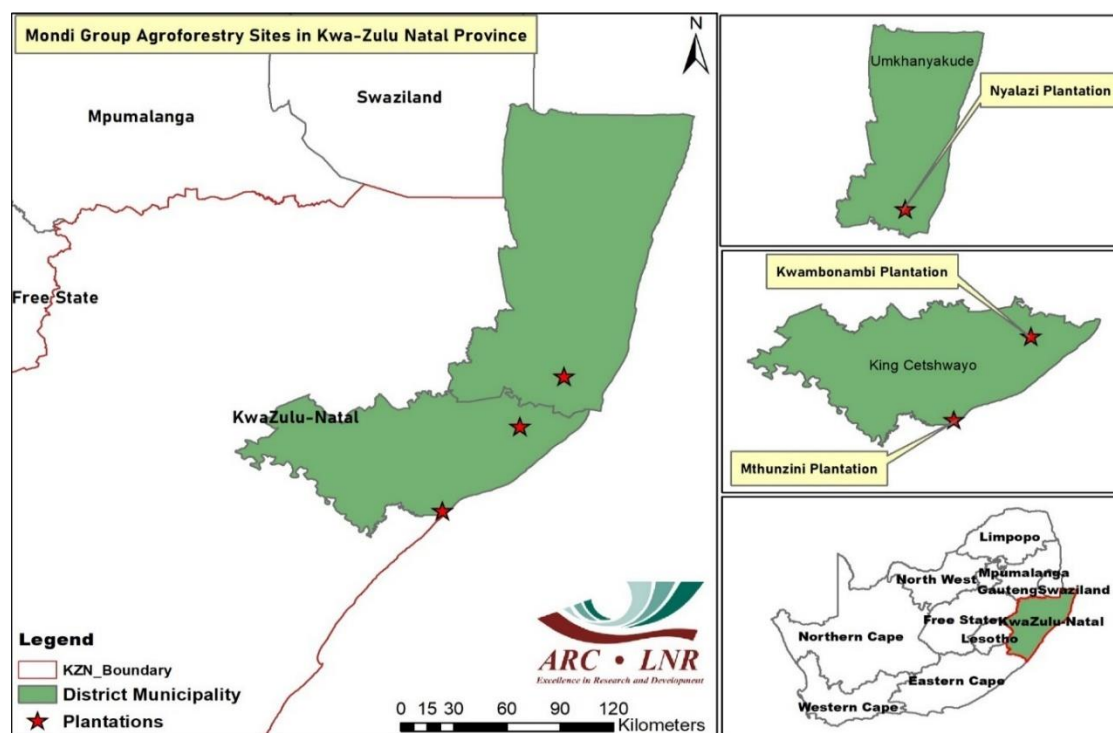 Mondi Group Agroforestry Sites in Kwa-Zulu Natal Province
N
Swaziland
Mpumalanga
Free State
KwaZulu-Natal
Legend
KZN_Boundary
District Municipality
Plantations
ARC • LNR
Excellence in Research and Development
0 15 30 60 90 120
Kilometers
Umkhanyakude
Nyalazi Plantation
Kwambonambi Plantation
King Cetshwayo
Mthunzini Plantation
Limpopo
North West
Mpumalanga
Gauteng
Swaziland
Free State
KwaZulu-Natal
Lesotho
Northern Cape
Eastern Cape
Western Cape